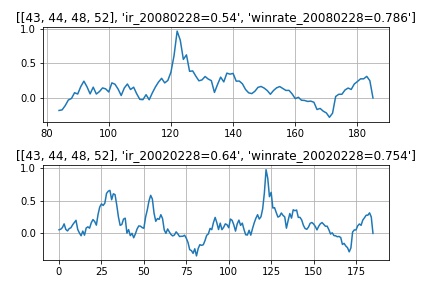 [[43, 44, 48, 52], 'ir_20080228=0.54', 'winrate_20080228=0.786']
1.0
0.5
0.0
80 100 120 140 160 180
[[43, 44, 48, 52], 'ir_20020228=0.64', 'winrate_20020228=0.754']
1.0
0.5
0.0
0 25 50 75 100 125 150 175